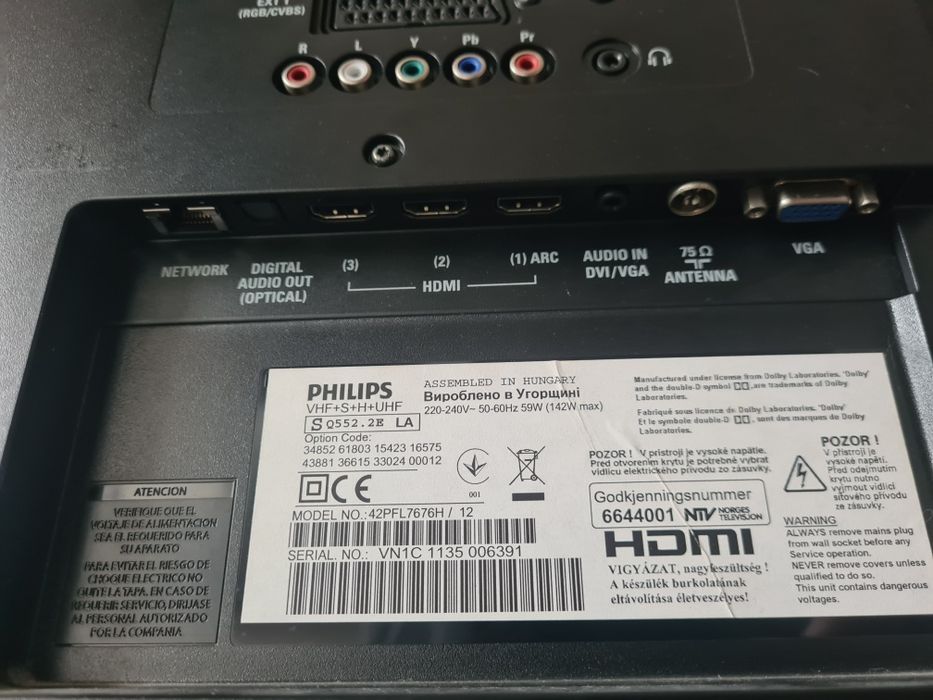 EXT 1
(RGB/CVBS)
R L Y Pb Pr
NETWORK
DIGITAL
AUDIO OUT
(OPTICAL)
(3) (2) (1) ARC
HDMI
AUDIO IN
DVI/VGA
75 Ω
ANTENNA
VGA
PHILIPS
VHF+S+H+UHF
S Q552.2E LA
Option Code:
34852 61803 15423 16575
43881 36615 33024 00012
CE
001
MODEL NO.:42PFL7676H / 12
SERIAL. NO.: VN1C 1135 006391
ASSEMBLED IN HUNGARY
Вироблено в Угорщині
220-240V~ 50-60Hz 59W (142W max)
Manufactured under license from Dolby Laboratories. 'Dolby'
and the double-D symbol are trademarks of Dolby
Laboratories.
Fabriqué sous licence de Dolby Laboratories. 'Dolby'
Et le symbole double-D , sont des marques de Dolby
Laboratories.
POZOR ! V pristroji je vysoké napätie.
Pred otvorením krytu je potrebné vybrat
vidlicu elektrického prívodu zo zásuvky.
Godkjenningsnummer
6644001 NTV NORGES
TELEVISJON
HDMI
VIGYÁZAT, nagyfeszültség !
A készülék burkolatának
eltávolítása életveszélyes!
POZOR !
V přístroji je
vysoké napětí.
Před odejmutím
krytu je nutno
vyjmout vidlici
síťového přívodu
ze zásuvky.
WARNING
ALWAYS remove mains plug
from wall socket before any
Service operation.
NEVER remove covers unless
qualified to do so.
This unit contains dangerous
voltages.
ATENCION
VERIFIQUE QUE EL
VOLTAJE DE ALIMENTACION
SEA EL REQUERIDO PARA
SU APARATO
PARA EVITAR EL RIESGO DE
CHOQUE ELECTRICO NO
QUITE LA TAPA. EN CASO DE
REQUERIR SERVICIO, DIRIJASE
AL PERSONAL AUTORIZADO
POR LA COMPANIA